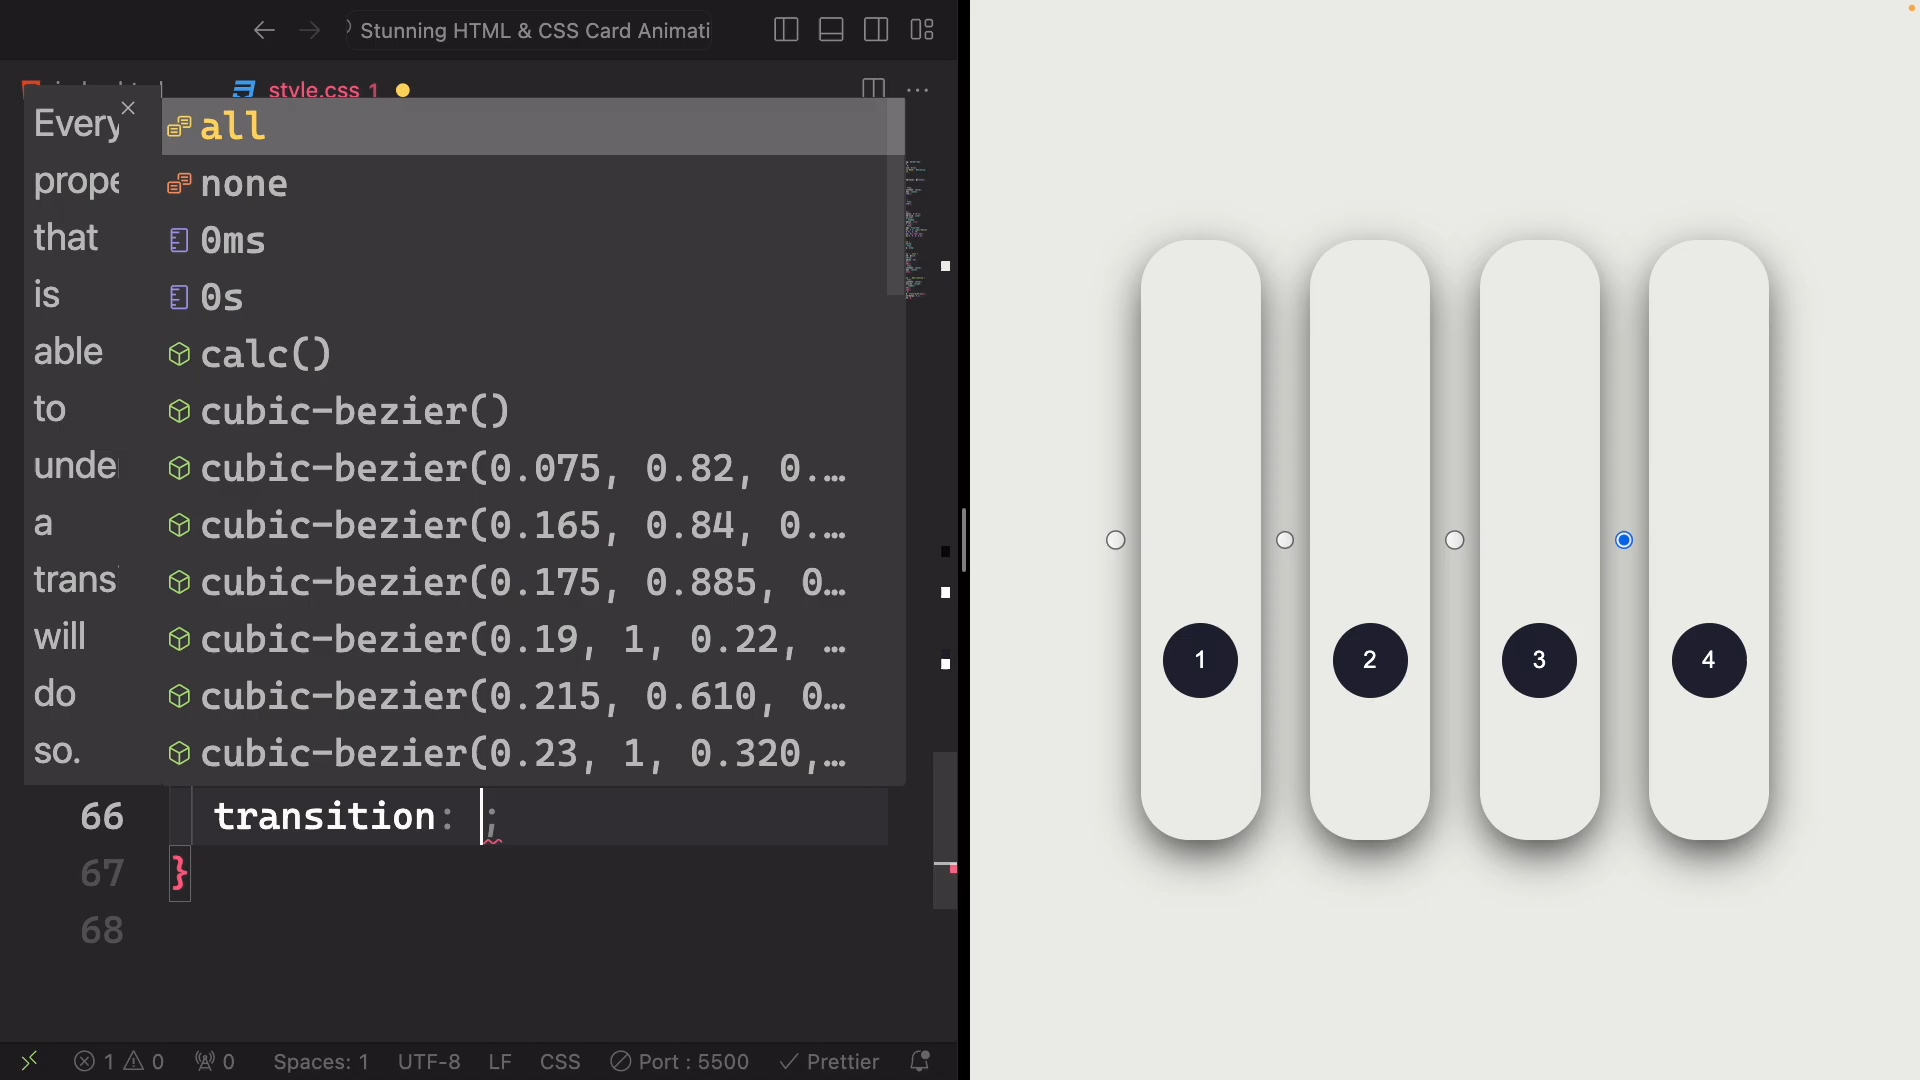 Stunning HTML & CSS Card Animati
style.css 1
Every
prope
that
is
able
to
unde
a
trans
will
do
so.
all
none
0ms
0s
calc()
cubic-bezier()
cubic-bezier(0.075, 0.82, 0.…
cubic-bezier(0.165, 0.84, 0.…
cubic-bezier(0.175, 0.885, 0…
cubic-bezier(0.19, 1, 0.22, …
cubic-bezier(0.215, 0.610, 0…
cubic-bezier(0.23, 1, 0.320,…
66 transition: ;
67 }
68
1 0 0 Spaces: 1 UTF-8 LF CSS Port : 5500 Prettier
1 2 3 4